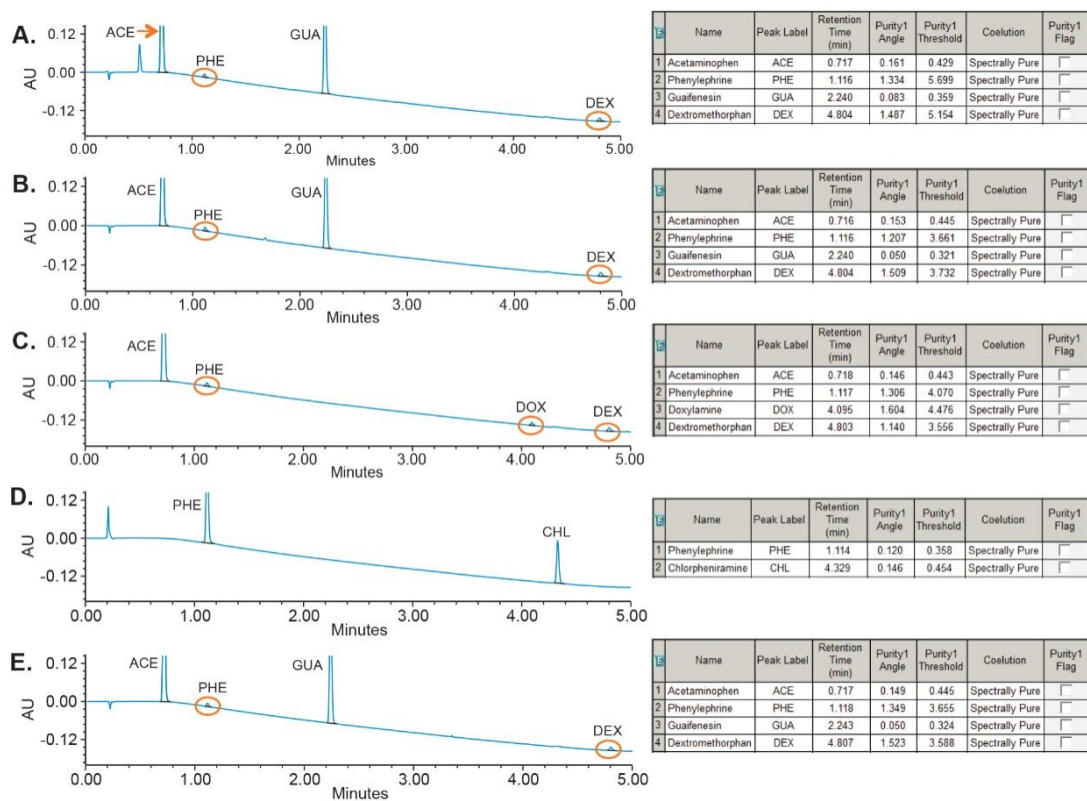 A.
ACE
PHE
GUA
DEX
0.12
0.00
-0.12
AU
0.00 1.00 2.00 3.00 4.00 5.00
Minutes
Name Peak Label Retention Time (min) Purity1 Angle Purity1 Threshold Coelution Purity1 Flag
1 Acetaminophen ACE 0.717 0.161 0.429 Spectrally Pure
2 Phenylephrine PHE 1.116 1.334 5.699 Spectrally Pure
3 Guaifenesin GUA 2.240 0.083 0.359 Spectrally Pure
4 Dextromethorphan DEX 4.804 1.487 5.154 Spectrally Pure
B.
ACE
PHE
GUA
DEX
0.12
0.00
-0.12
AU
0.00 1.00 2.00 3.00 4.00 5.00
Minutes
Name Peak Label Retention Time (min) Purity1 Angle Purity1 Threshold Coelution Purity1 Flag
1 Acetaminophen ACE 0.716 0.153 0.445 Spectrally Pure
2 Phenylephrine PHE 1.116 1.207 3.661 Spectrally Pure
3 Guaifenesin GUA 2.240 0.050 0.321 Spectrally Pure
4 Dextromethorphan DEX 4.804 1.509 3.732 Spectrally Pure
C.
ACE
PHE
DOX
DEX
0.12
0.00
-0.12
AU
0.00 1.00 2.00 3.00 4.00 5.00
Minutes
Name Peak Label Retention Time (min) Purity1 Angle Purity1 Threshold Coelution Purity1 Flag
1 Acetaminophen ACE 0.718 0.146 0.443 Spectrally Pure
2 Phenylephrine PHE 1.117 1.306 4.070 Spectrally Pure
3 Doxylamine DOX 4.095 1.604 4.476 Spectrally Pure
4 Dextromethorphan DEX 4.803 1.140 3.556 Spectrally Pure
D.
PHE
CHL
0.12
0.00
-0.12
AU
0.00 1.00 2.00 3.00 4.00 5.00
Minutes
Name Peak Label Retention Time (min) Purity1 Angle Purity1 Threshold Coelution Purity1 Flag
1 Phenylephrine PHE 1.114 0.120 0.358 Spectrally Pure
2 Chlorpheniramine CHL 4.329 0.146 0.454 Spectrally Pure
E.
ACE
PHE
GUA
DEX
0.12
0.00
-0.12
AU
0.00 1.00 2.00 3.00 4.00 5.00
Minutes
Name Peak Label Retention Time (min) Purity1 Angle Purity1 Threshold Coelution Purity1 Flag
1 Acetaminophen ACE 0.717 0.149 0.445 Spectrally Pure
2 Phenylephrine PHE 1.118 1.349 3.655 Spectrally Pure
3 Guaifenesin GUA 2.243 0.050 0.324 Spectrally Pure
4 Dextromethorphan DEX 4.807 1.523 3.588 Spectrally Pure